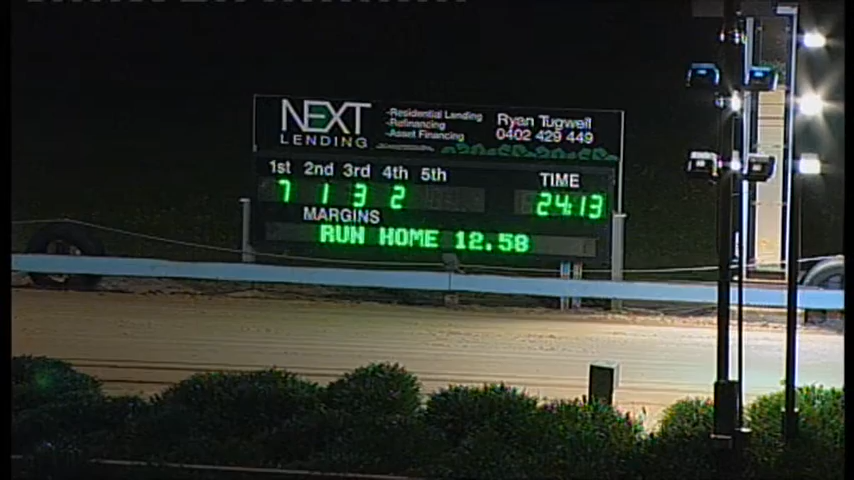 NEXT
LENDING
-Residential Lending
-Refinancing
-Asset Financing
Ryan Tugwell
0402 429 449
1st 2nd 3rd 4th 5th
7 1 3 2
TIME
24.13
MARGINS
RUN HOME 12.58